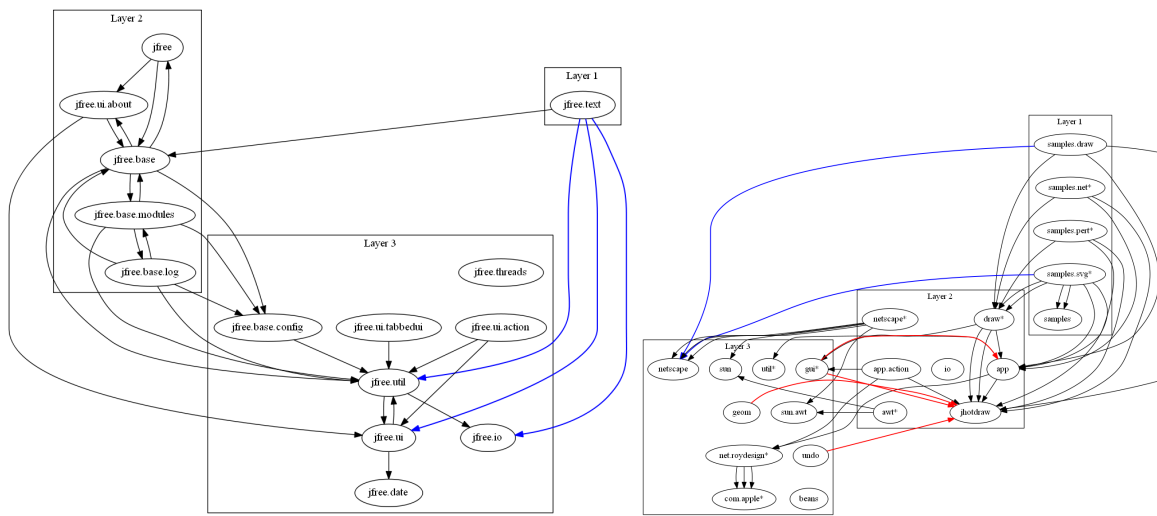 Layer 2
jfree
jfree.ui.about
jfree.base
jfree.base.modules
jfree.base.log
Layer 1
jfree.text
Layer 3
jfree.threads
jfree.base.config
jfree.ui.tabbedui
jfree.ui.action
jfree.util
jfree.ui
jfree.io
jfree.date
Layer 1
samples.draw
samples.net*
samples.pert*
samples.svg*
samples
Layer 2
netscape*
draw*
app.action
io
app
awt*
jhotdraw
Layer 3
netscape
sun
util*
gui*
geom
sun.awt
net.roydesign*
undo
com.apple*
beans